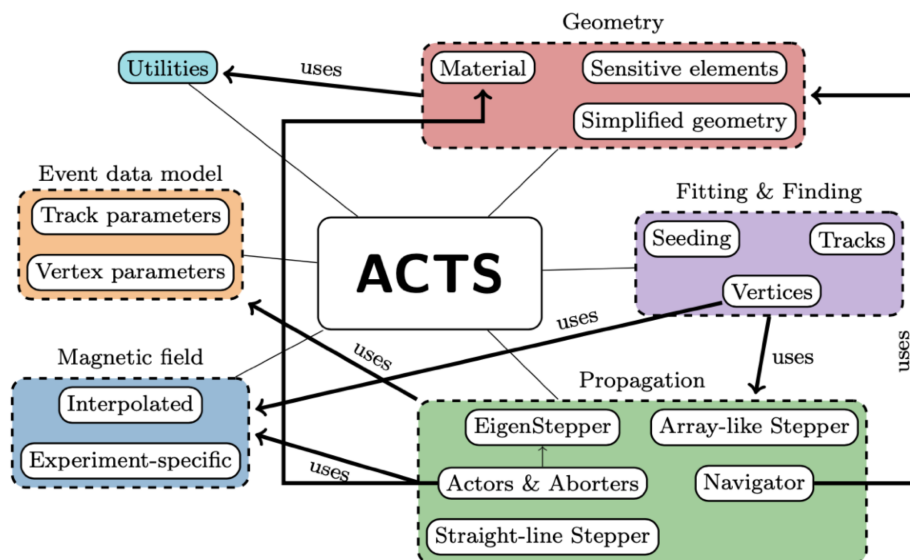 Geometry
Utilities
uses
Material
Sensitive elements
Simplified geometry
Event data model
Track parameters
Vertex parameters
ACTS
Fitting & Finding
Seeding
Tracks
Vertices
uses
uses
uses
uses
Magnetic field
Interpolated
Experiment-specific
uses
Propagation
EigenStepper
Array-like Stepper
Actors & Aborters
Navigator
Straight-line Stepper